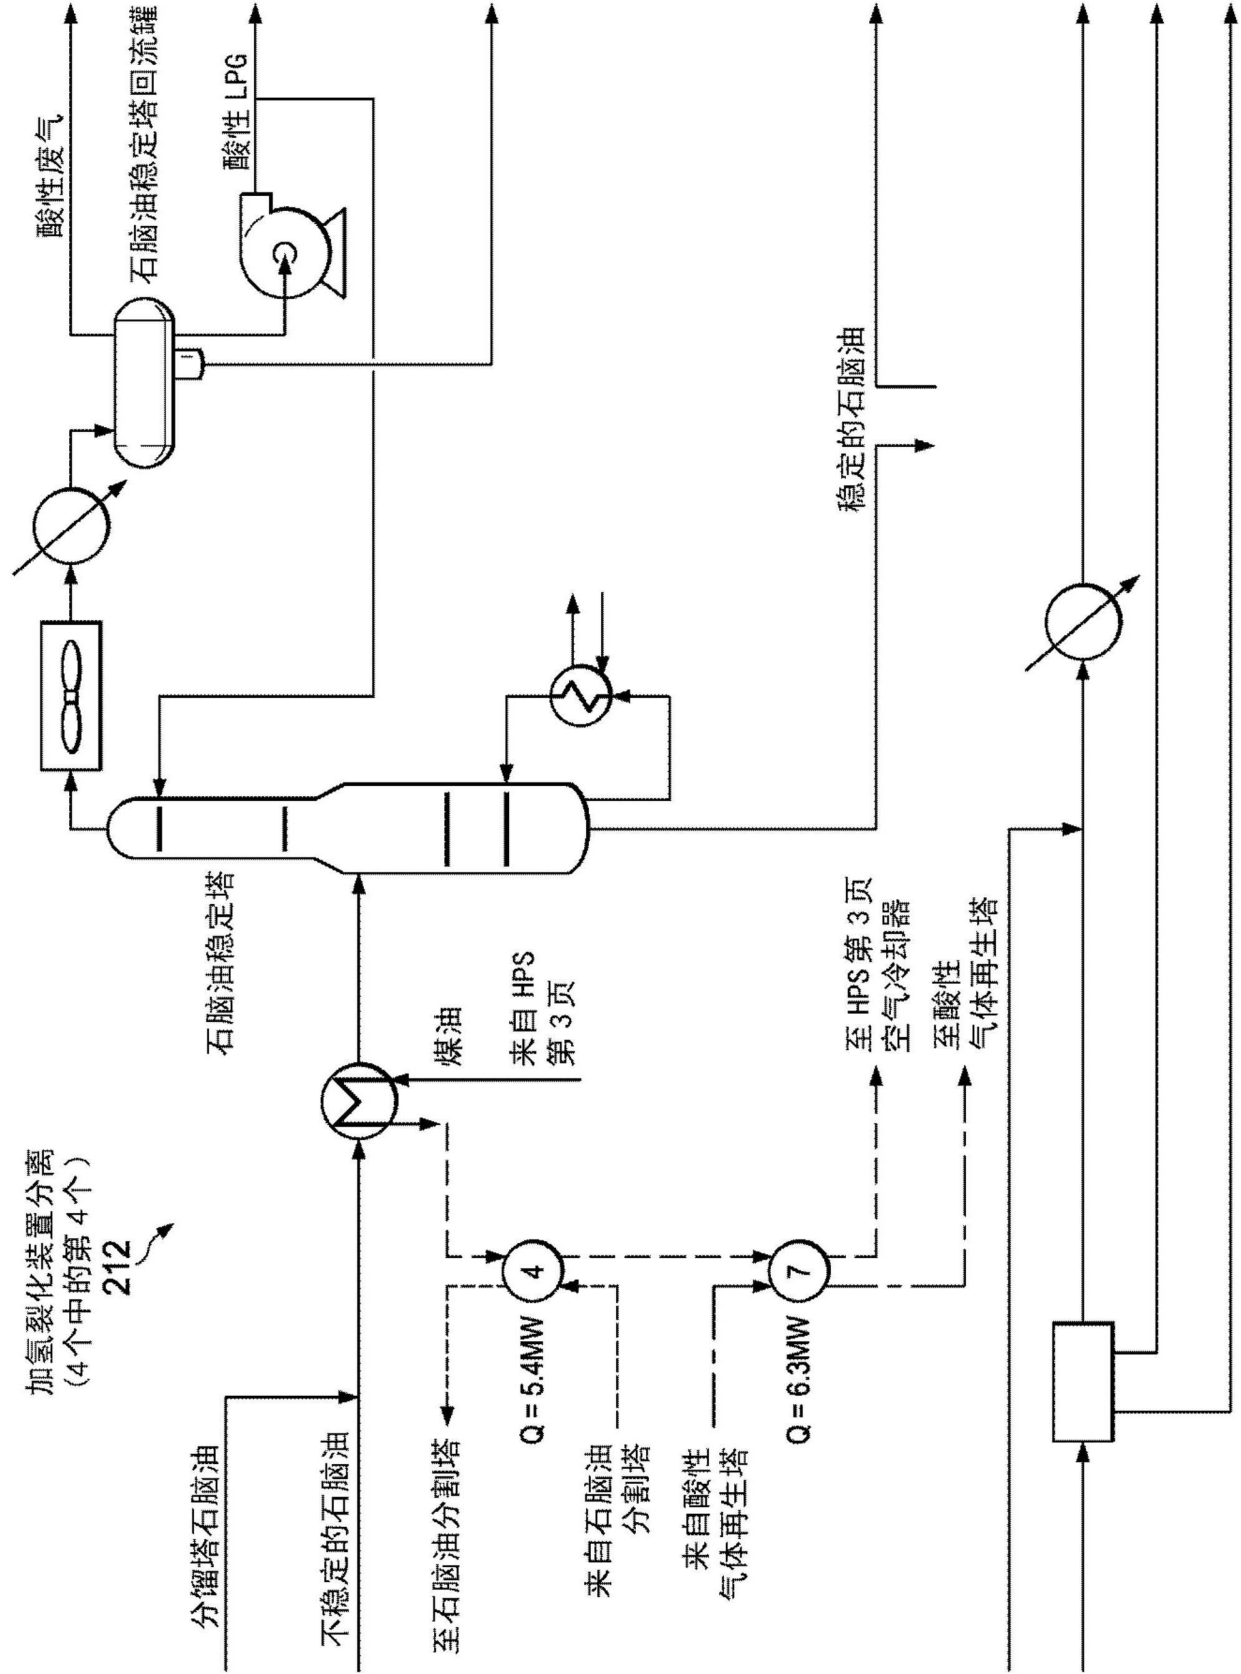 加氢裂化装置分离
(4个中的第4个)
212
酸性废气
石脑油稳定塔回流罐
酸性 LPG
石脑油稳定塔
分馏塔石脑油
不稳定的石脑油
煤油
来自 HPS
第 3 页
稳定的石脑油
至石脑油分割塔
Q = 5.4MW
4
来自石脑油
分割塔
来自酸性
气体再生塔
Q = 6.3MW
7
至 HPS 第 3 页
空气冷却器
至酸性
气体再生塔